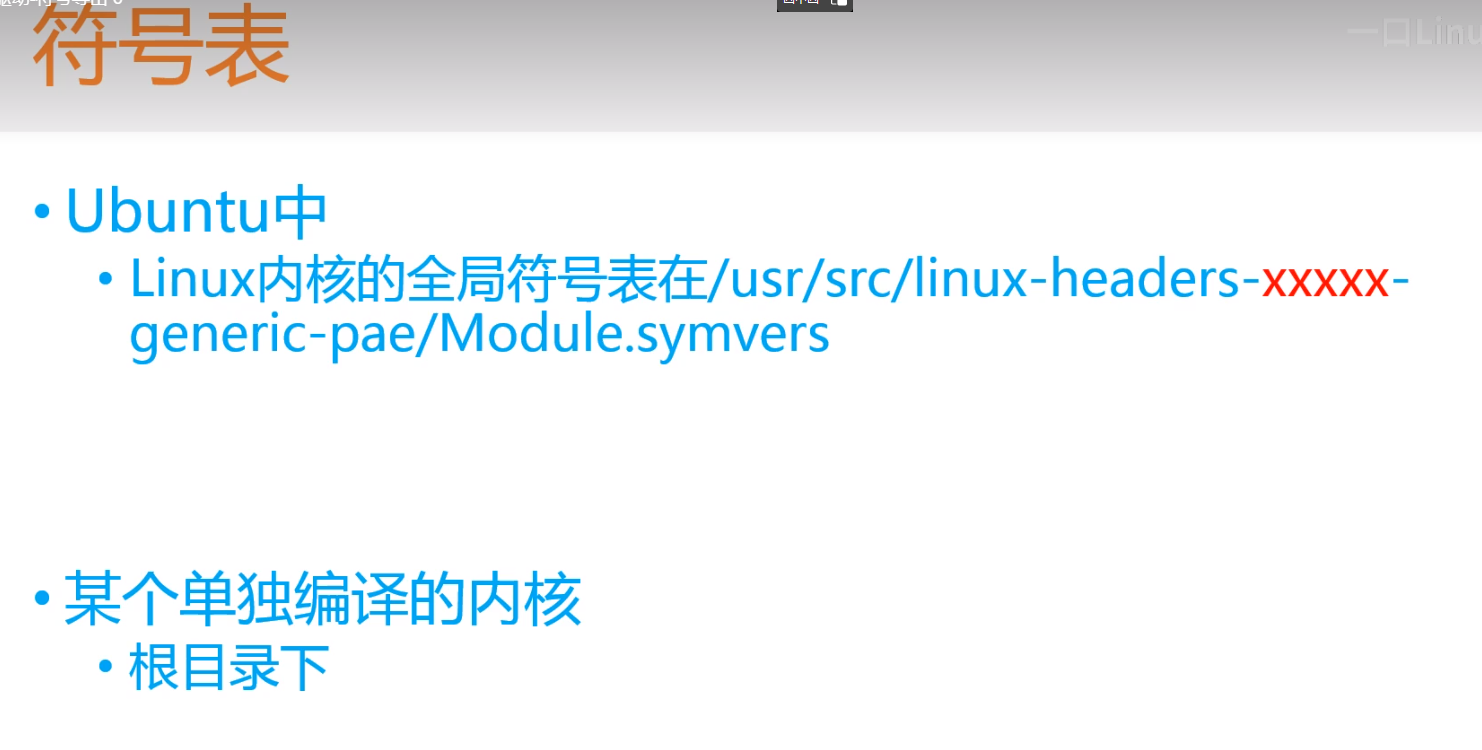 符号表
一口Linu
• Ubuntu中
• Linux内核的全局符号表在/usr/src/linux-headers-xxxxx-
generic-pae/Module.symvers
• 某个单独编译的内核
• 根目录下